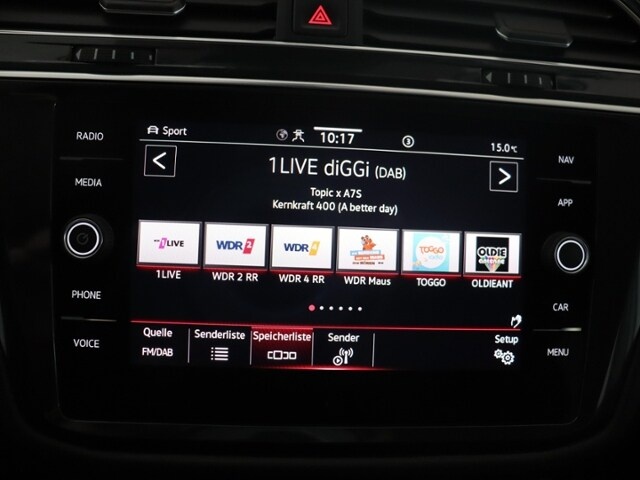 Sport
10:17
3
15.0°C
RADIO
MEDIA
PHONE
VOICE
NAV
APP
CAR
MENU
<
>
1LIVE diGGi (DAB)
Topic x A7S
Kernkraft 400 (A better day)
1LIVE
WDR 2
WDR 4
TOGGO
OLDIE
1LIVE
WDR 2 RR
WDR 4 RR
WDR Maus
TOGGO
OLDIEANT
Quelle
FM/DAB
Senderliste
Speicherliste
Sender
Setup